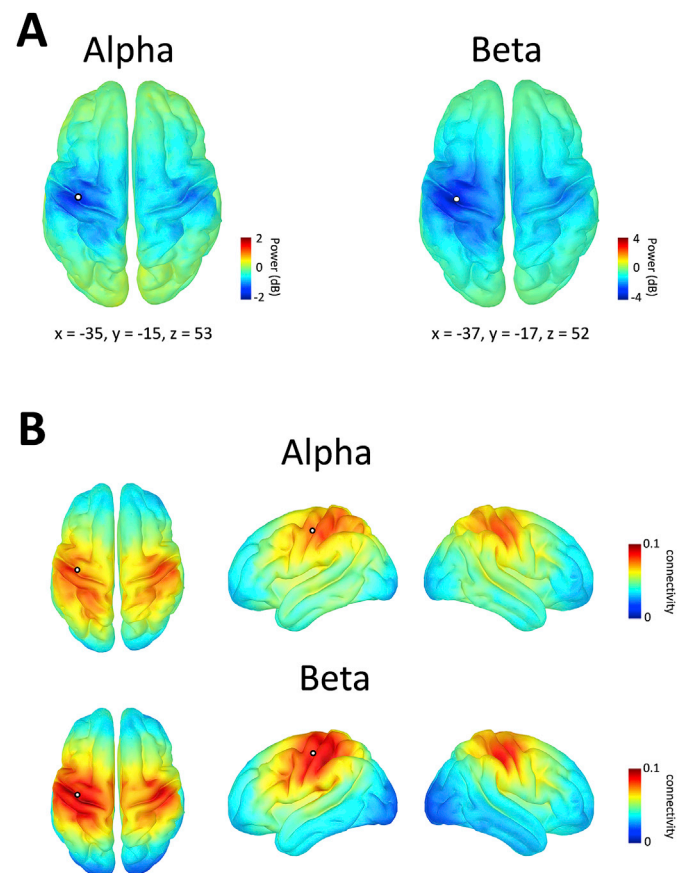 A
Alpha
Beta
2
0
-2
Power (dB)
4
0
-4
Power (dB)
x = -35, y = -15, z = 53
x = -37, y = -17, z = 52
B
Alpha
0.1
0
connectivity
Beta
0.1
0
connectivity